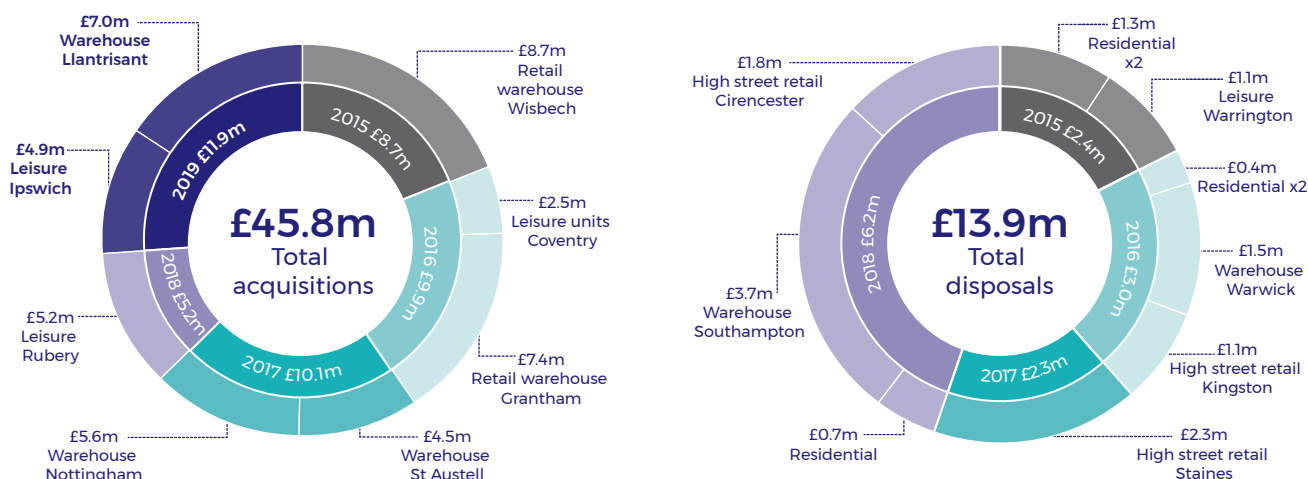 £7.0m
Warehouse
Llantrisant
£8.7m
Retail
warehouse
Wisbech
£4.9m
Leisure
Ipswich
£2.5m
Leisure units
Coventry
£5.2m
Leisure
Rubery
£7.4m
Retail warehouse
Grantham
£5.6m
Warehouse
Nottingham
£4.5m
Warehouse
St Austell
2015 £8.7m
2016 £9.9m
2017 £10.1m
2018 £5.2m
2019 £11.9m
£45.8m
Total
acquisitions
£1.3m
Residential
x2
£1.8m
High street retail
Cirencester
£1.1m
Leisure
Warrington
£0.4m
Residential x2
£1.5m
Warehouse
Warwick
£3.7m
Warehouse
Southampton
£1.1m
High street retail
Kingston
£0.7m
Residential
£2.3m
High street retail
Staines
2015 £2.4m
2016 £3.0m
2017 £2.3m
2018 £6.2m
£13.9m
Total
disposals